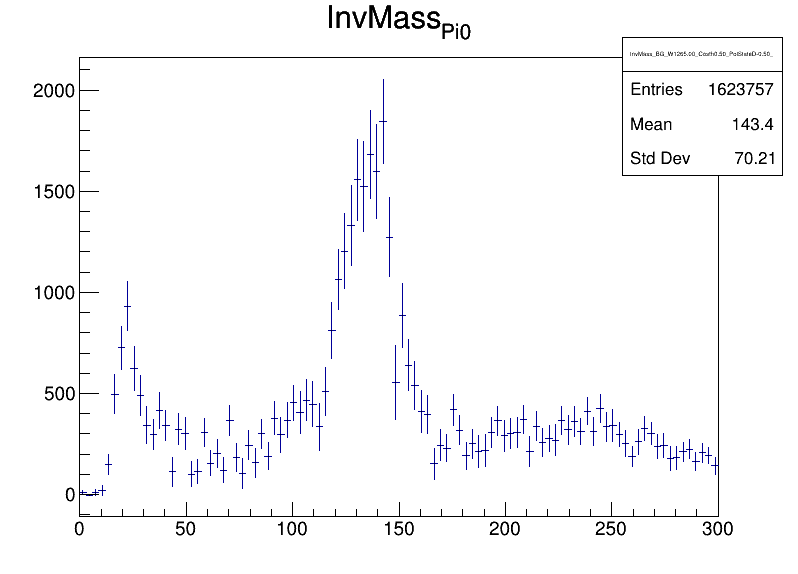 InvMass_Pi0
InvMass_BG_W1265.00_Costh0.50_PolStateD-0.50_
Entries 1623757
Mean 143.4
Std Dev 70.21
2000
1500
1000
500
0
0 50 100 150 200 250 300